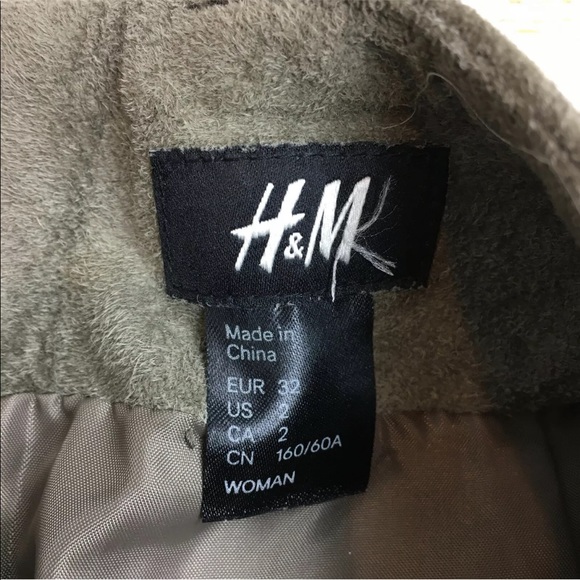 H&M
Made in
China
EUR 32
US 2
CA 2
CN 160/60A
WOMAN